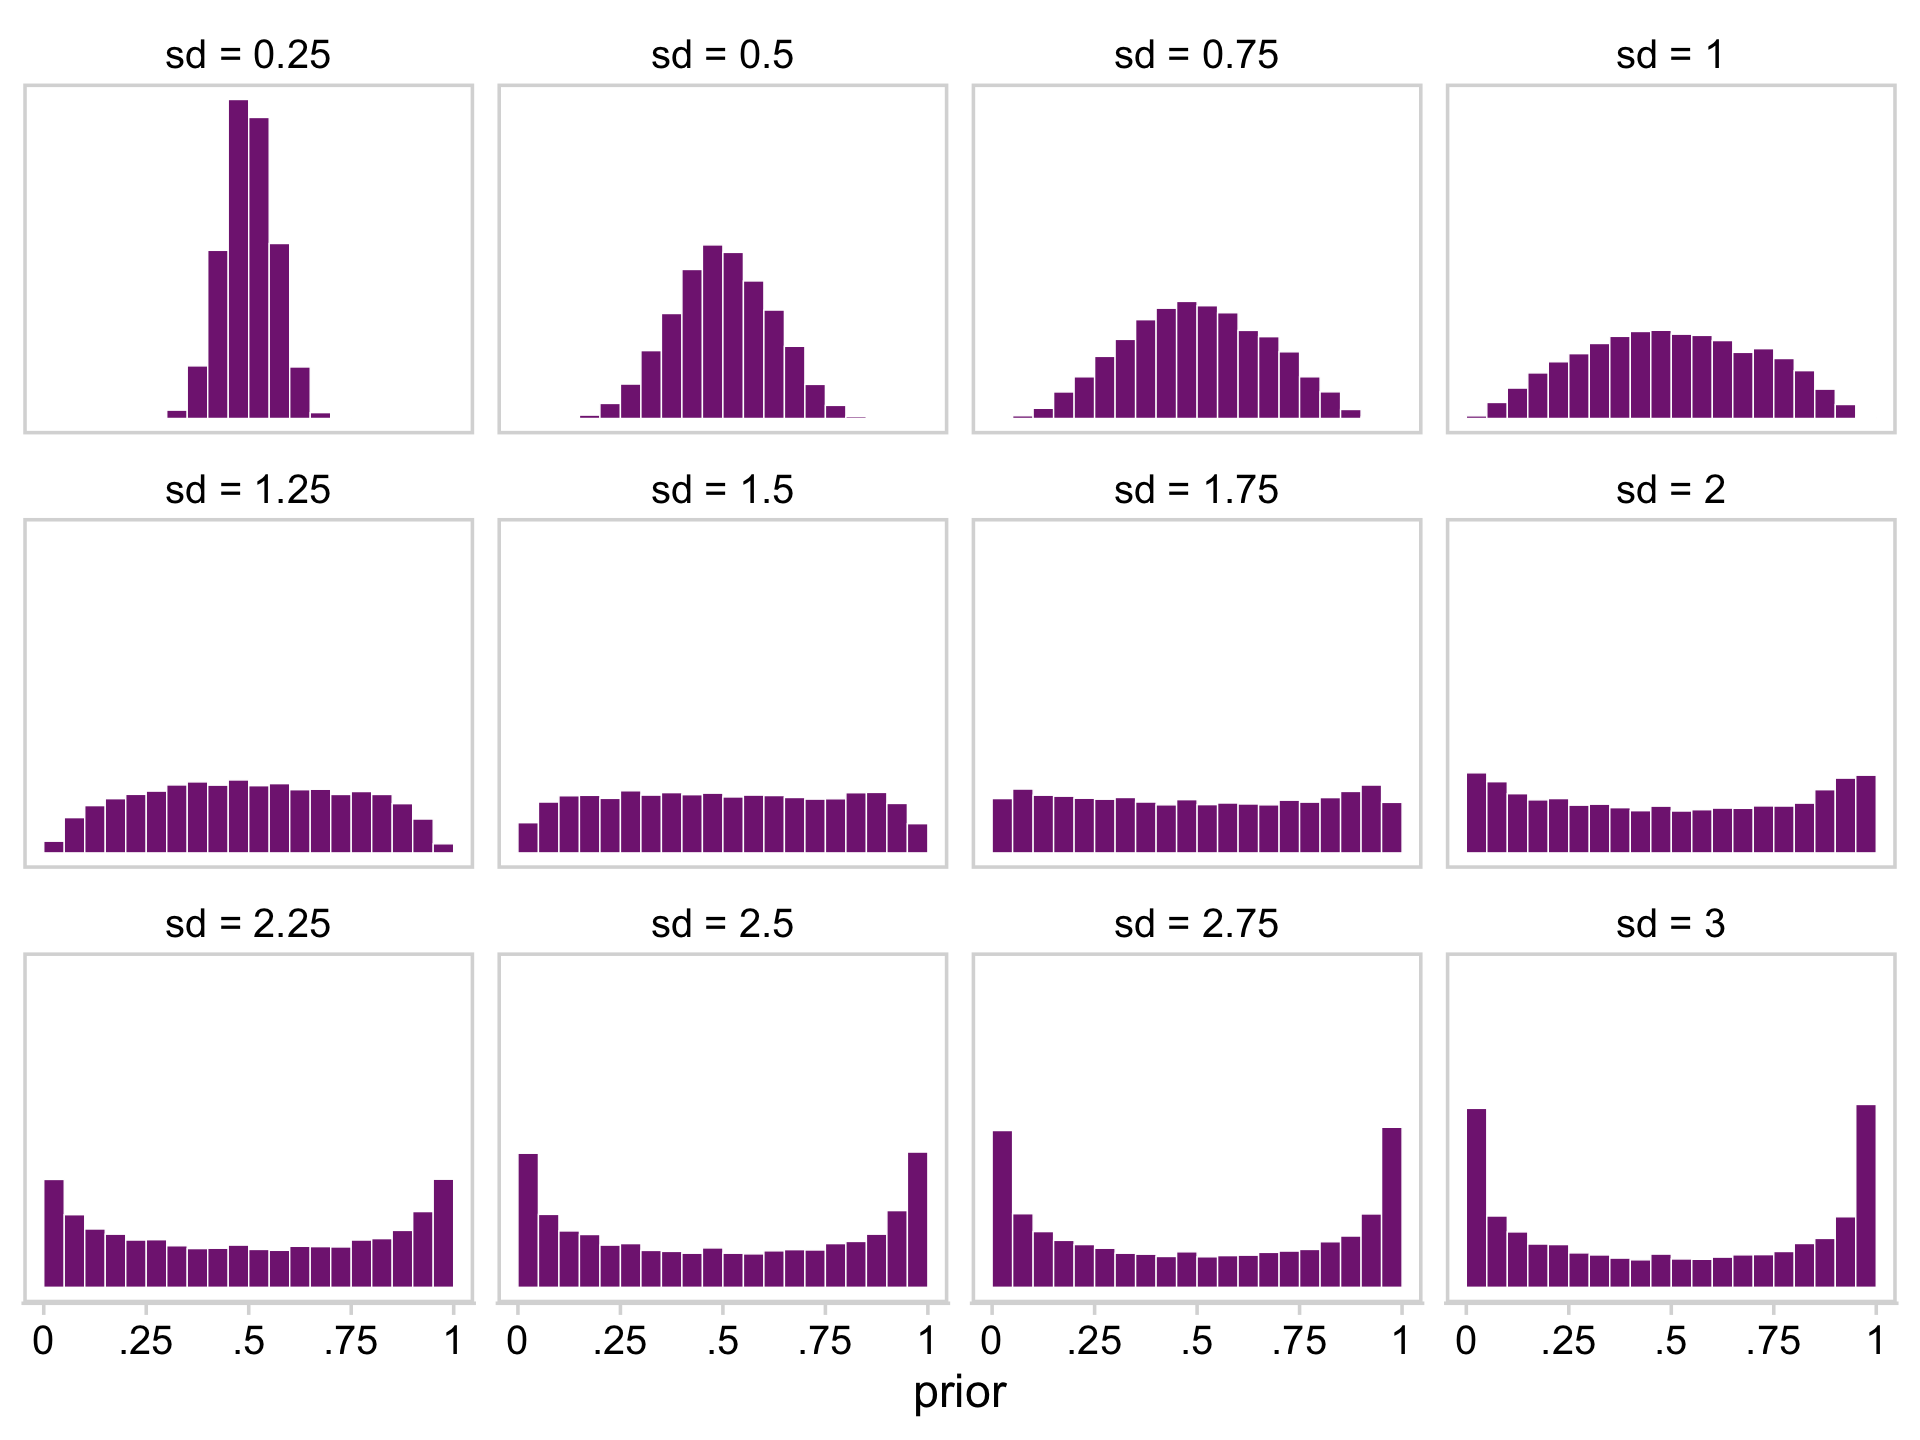 sd = 0.25 sd = 0.5 sd = 0.75 sd = 1
sd = 1.25 sd = 1.5 sd = 1.75 sd = 2
sd = 2.25 sd = 2.5 sd = 2.75 sd = 3
0 .25 .5 .75 1 0 .25 .5 .75 1 0 .25 .5 .75 1 0 .25 .5 .75 1
prior